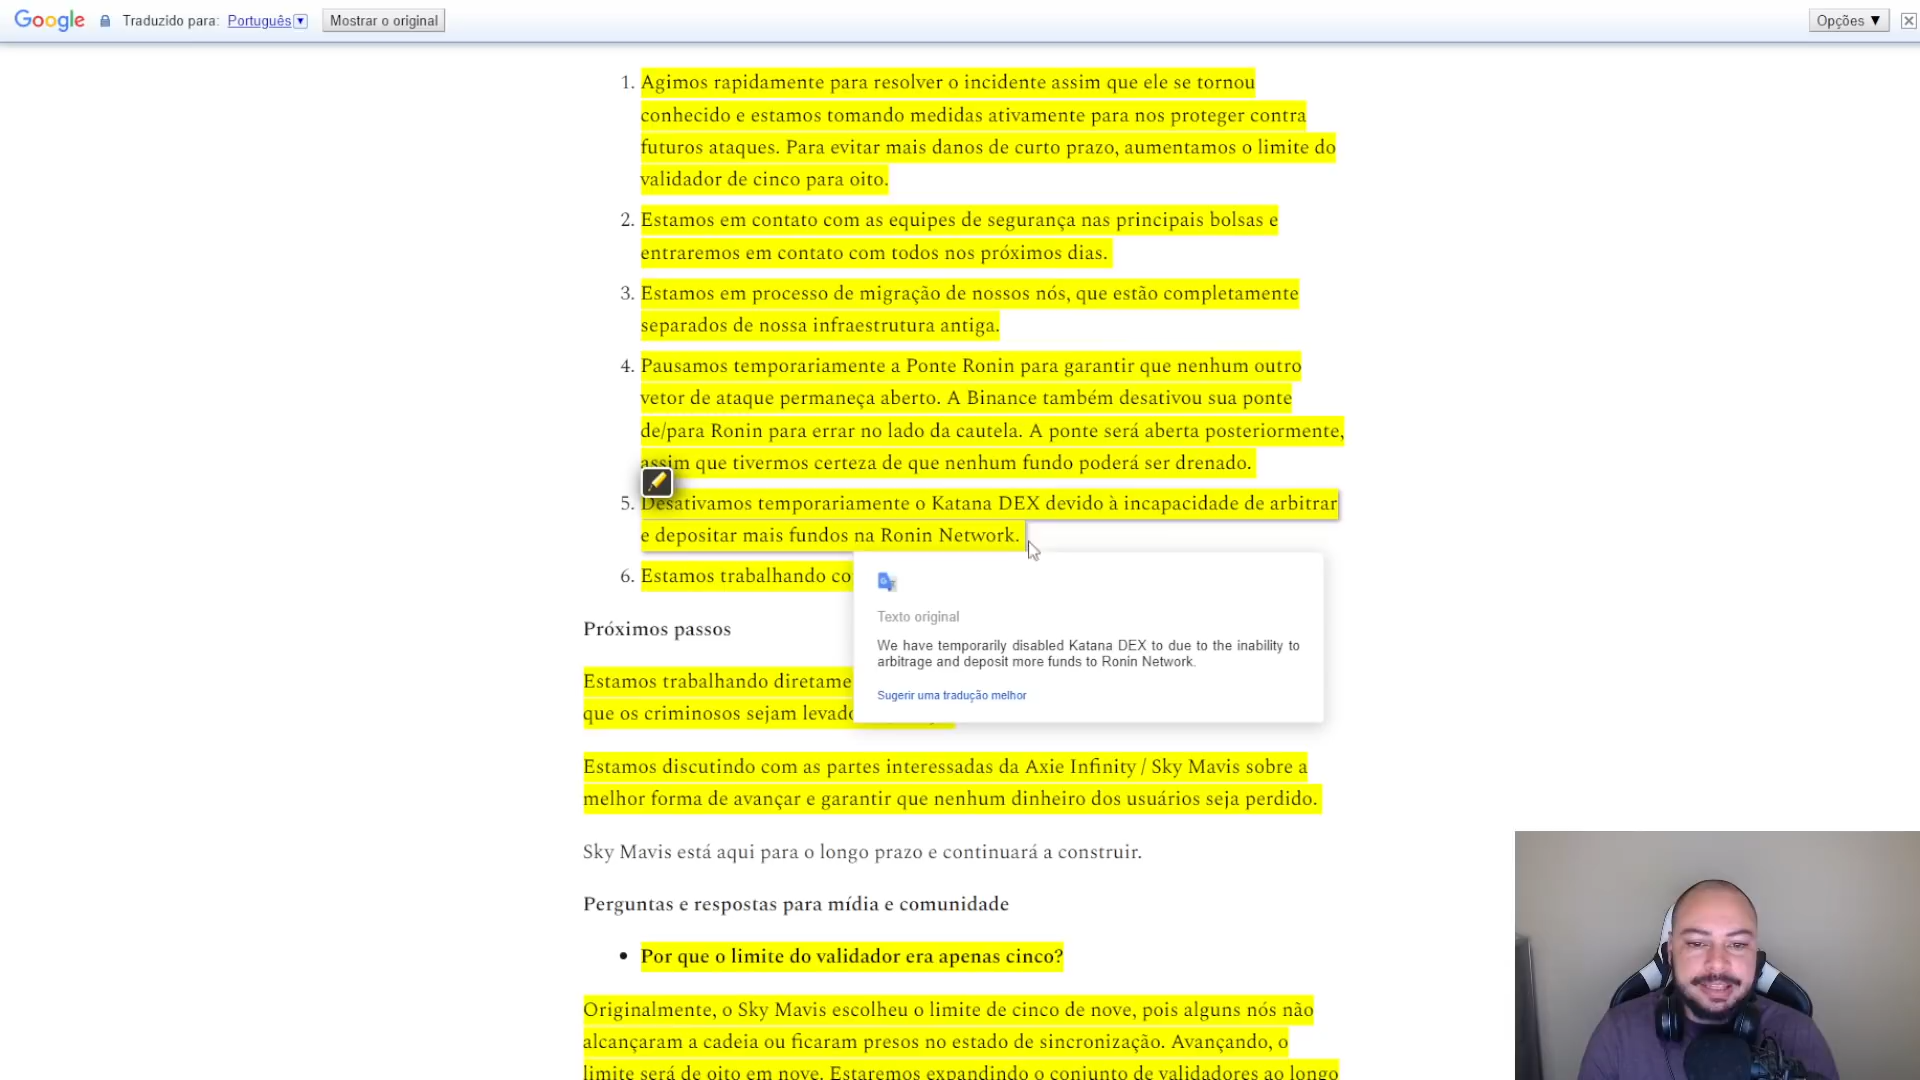 Google Traduzido para: Português Mostrar o original Opções ▼
1. Agimos rapidamente para resolver o incidente assim que ele se tornou
conhecido e estamos tomando medidas ativamente para nos proteger contra
futuros ataques. Para evitar mais danos de curto prazo, aumentamos o limite do
validador de cinco para oito.
2. Estamos em contato com as equipes de segurança nas principais bolsas e
entraremos em contato com todos nos próximos dias.
3. Estamos em processo de migração de nossos nós, que estão completamente
separados de nossa infraestrutura antiga.
4. Pausamos temporariamente a Ponte Ronin para garantir que nenhum outro
vetor de ataque permaneça aberto. A Binance também desativou sua ponte
de/para Ronin para errar no lado da cautela. A ponte será aberta posteriormente,
assim que tivermos certeza de que nenhum fundo poderá ser drenado.
5. Desativamos temporariamente o Katana DEX devido à incapacidade de arbitrar
e depositar mais fundos na Ronin Network.
6. Estamos trabalhando co
Texto original
We have temporarily disabled Katana DEX to due to the inability to
arbitrage and deposit more funds to Ronin Network.
Sugerir uma tradução melhor
Próximos passos
Estamos trabalhando diretame
que os criminosos sejam levado
Estamos discutindo com as partes interessadas da Axie Infinity / Sky Mavis sobre a
melhor forma de avançar e garantir que nenhum dinheiro dos usuários seja perdido.
Sky Mavis está aqui para o longo prazo e continuará a construir.
Perguntas e respostas para mídia e comunidade
• Por que o limite do validador era apenas cinco?
Originalmente, o Sky Mavis escolheu o limite de cinco de nove, pois alguns nós não
alcançaram a cadeia ou ficaram presos no estado de sincronização. Avançando, o
limite será de oito em nove. Estaremos expandindo o conjunto de validadores ao longo